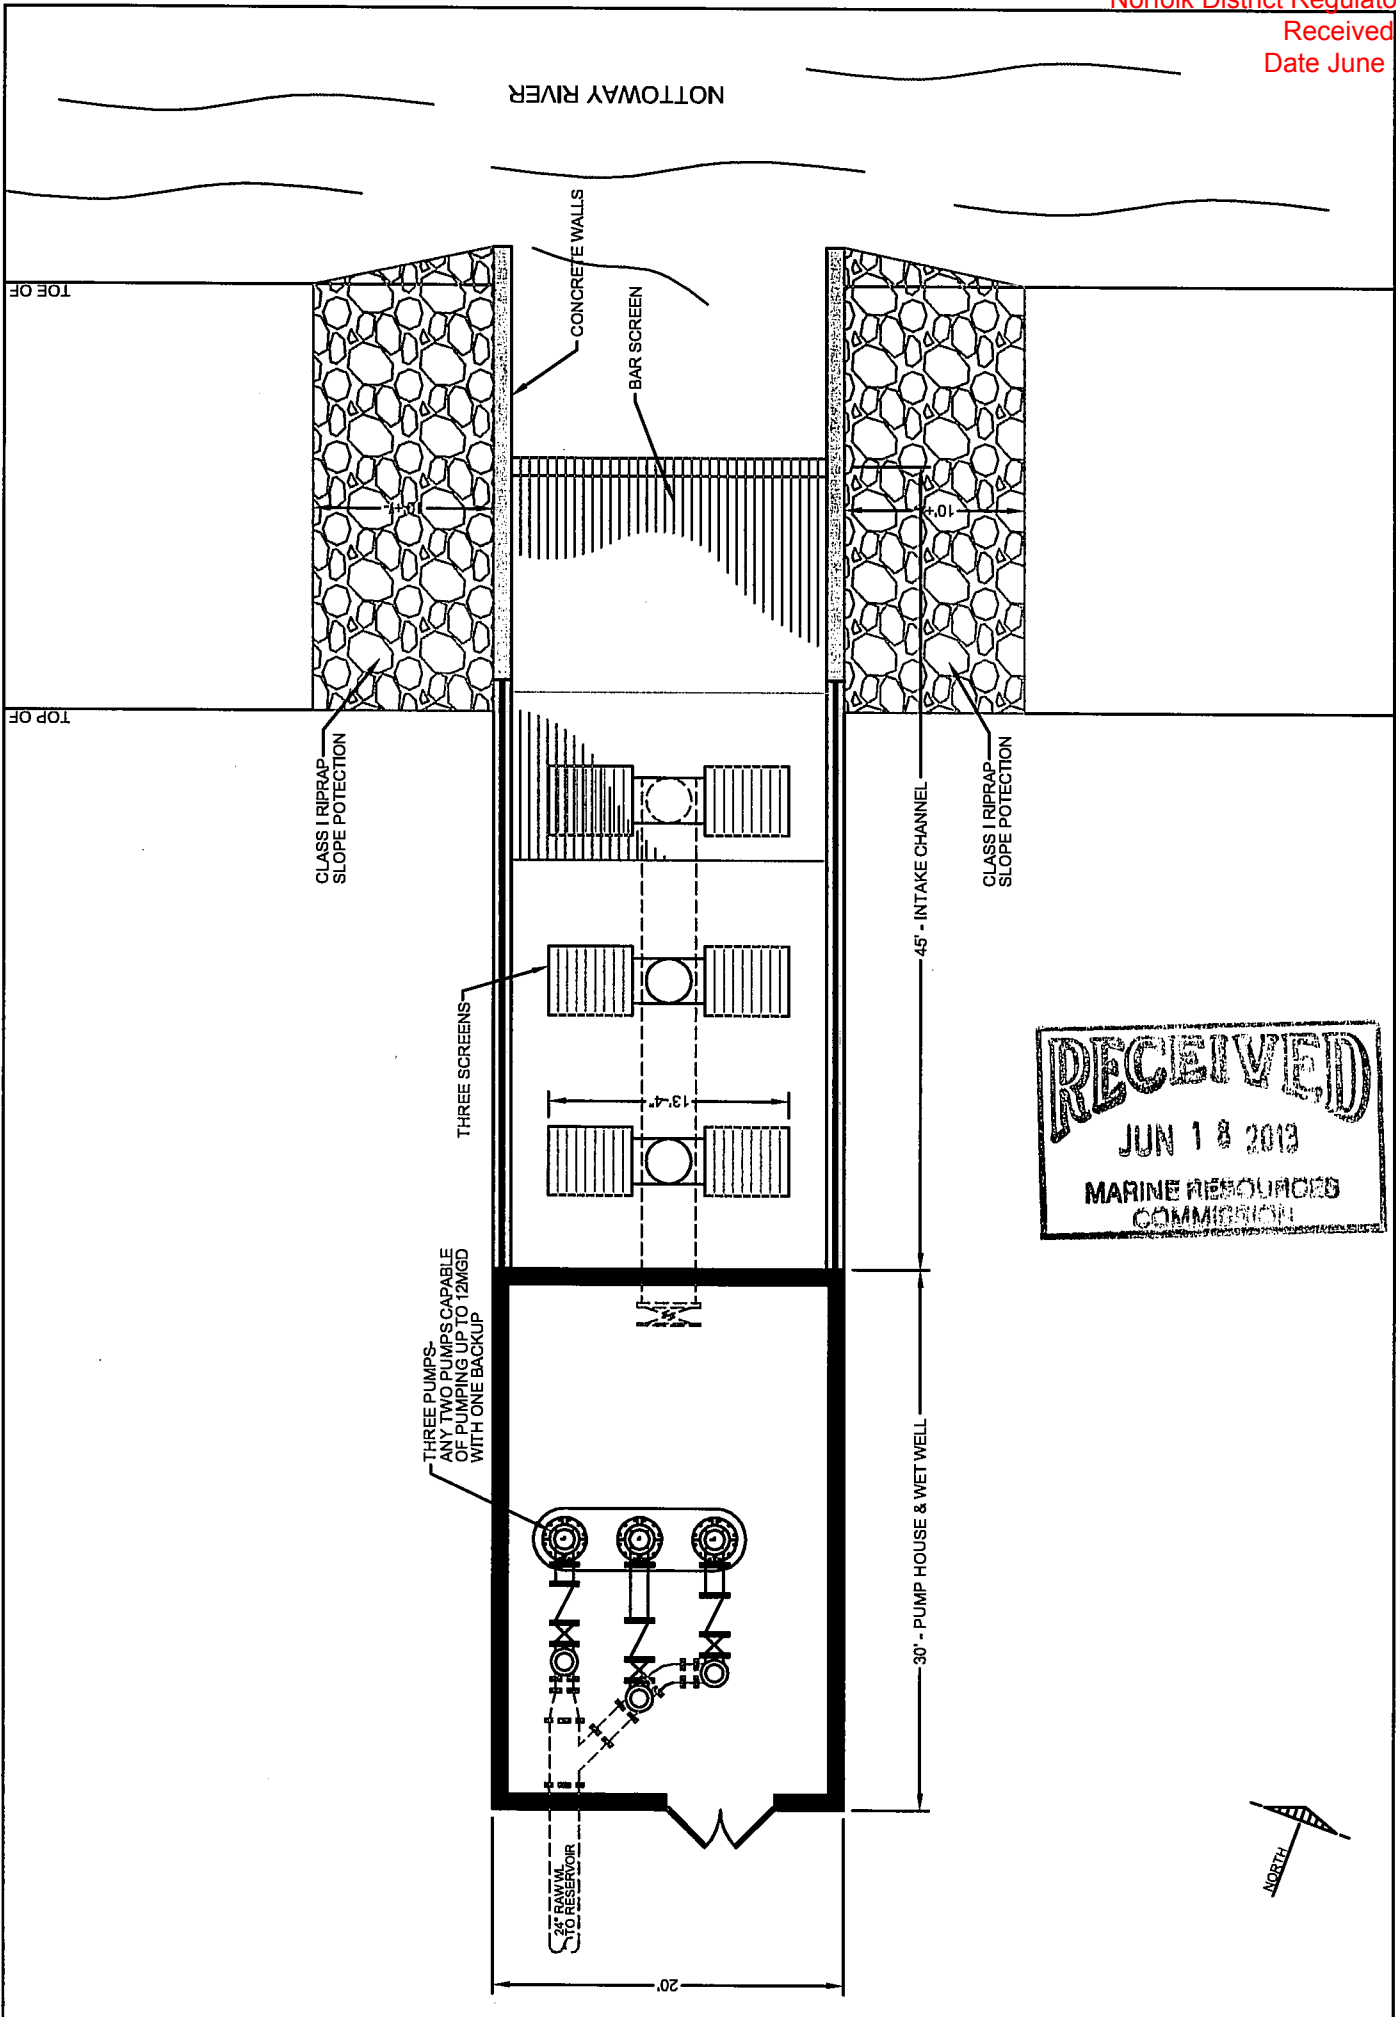 Norfolk District Regulato
Received
Date June
NOTTOWAY RIVER
TOE OF
CONCRETE WALLS
BAR SCREEN
10'+/-
10'+
TOP OF
CLASS I RIPRAP
SLOPE POTECTION
CLASS I RIPRAP
SLOPE POTECTION
45' - INTAKE CHANNEL
THREE SCREENS
13'-4"
RECEIVED
JUN 18 2013
MARINE RESOURCES
COMMISSION
THREE PUMPS-
ANY TWO PUMPS CAPABLE
OF PUMPING UP TO 12MGD
WITH ONE BACKUP
30' - PUMP HOUSE & WET WELL
24" RAW WL
TO RESERVOIR
20'
NORTH